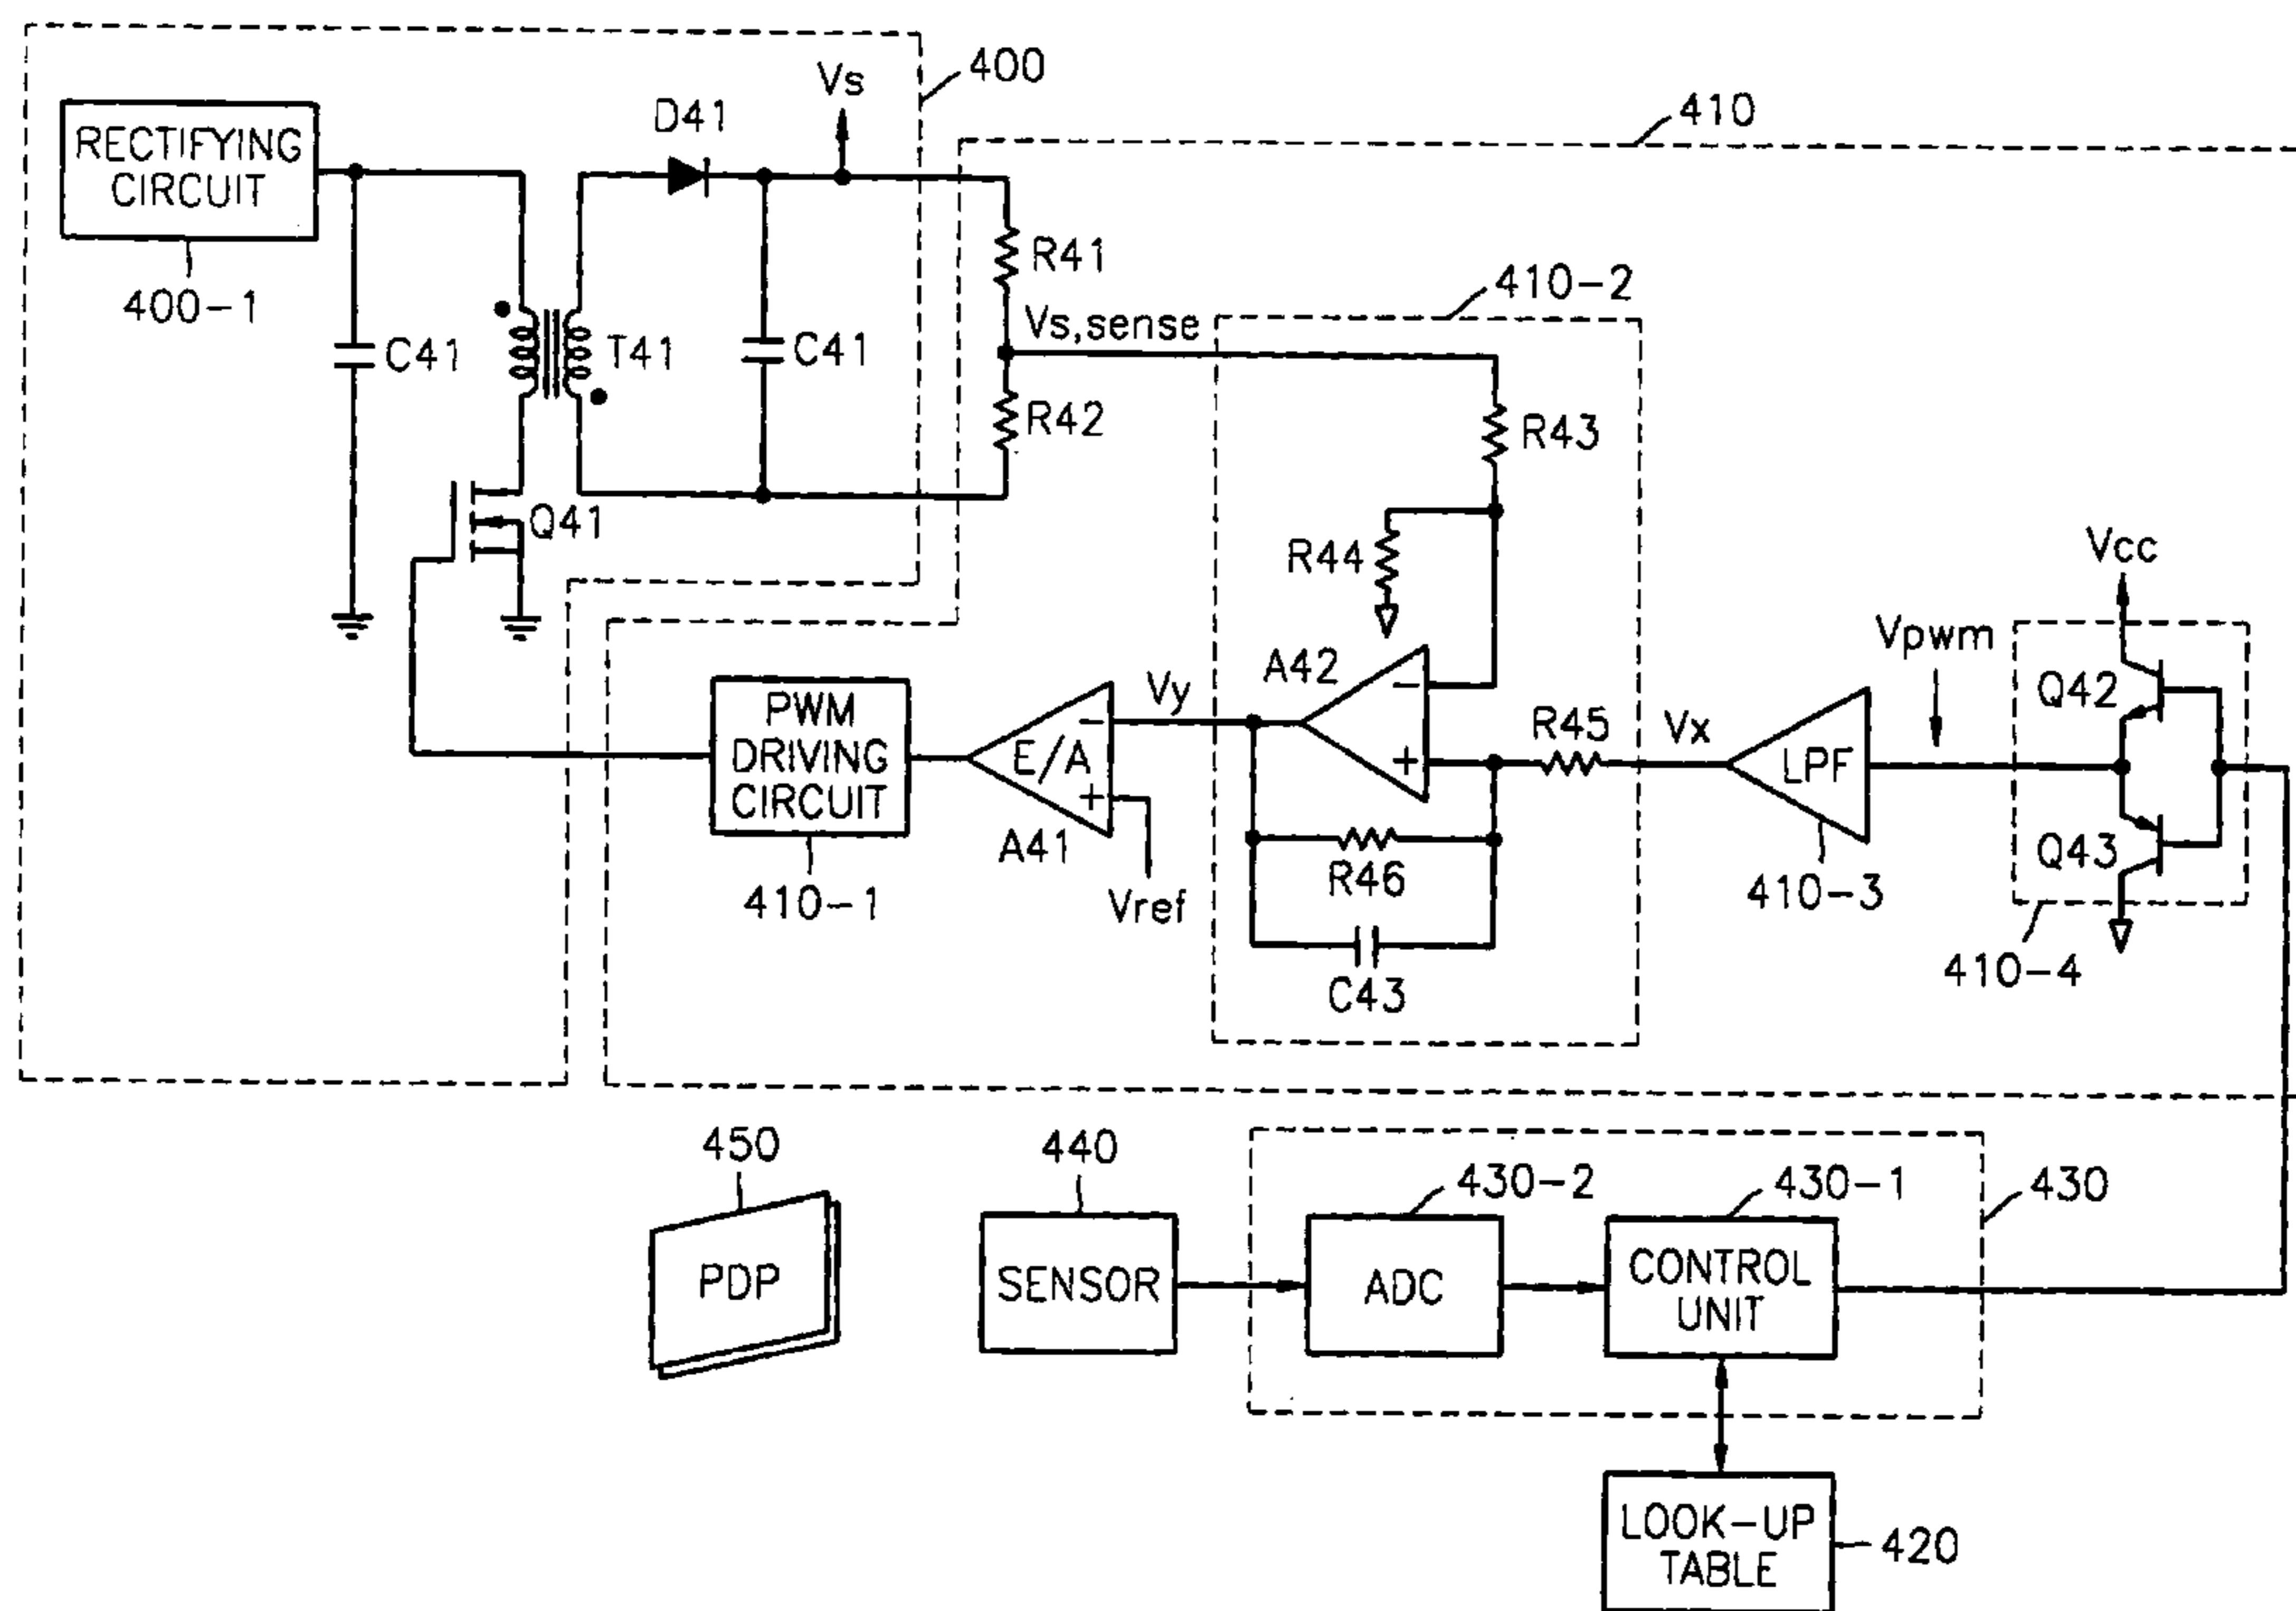 400
Vs
D41
410
RECTIFYING
CIRCUIT
400-1
R41
410-2
Vs,sense
C41
T41
C41
R42
R43
Q41
R44
Vcc
Vpwm
A42
Vy
Q42
R45
Vx
PWM
DRIVING
CIRCUIT
−
E/A
+
−
+
LPF
A41
Q43
R46
410-1
Vref
410-3
C43
410-4
450
440
430-2
430-1
430
PDP
SENSOR
ADC
CONTROL
UNIT
LOOK-UP
TABLE
420